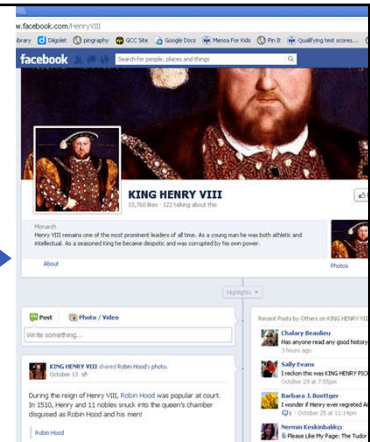 w.facebook.com/HenryVIII
brary Diigolet pingraphy GCC Site Google Docs Mensa For Kids Pin It Qualifying test scores...
facebook Search for people, places and things
KING HENRY VIII
10,760 likes · 122 talking about this
Monarch
Henry VIII remains one of the most prominent leaders of all time. As a young man he was both athletic and
intellectual. As a seasoned King he became despotic and was corrupted by his own power.
About
Photos
Highlights
Post Photo / Video
Write something...
KING HENRY VIII shared Robin Hood's photo.
October 13
During the reign of Henry VIII, Robin Hood was popular at court.
In 1510, Henry and 11 nobles snuck into the queen's chamber
disguised as Robin Hood and his men!
Robin Hood
Recent Posts by Others on KING HENRY VIII
Chalary Beaulieu
Has anyone read any good history
3 hours ago
Sally Evans
I reckon this was KING HENRY
October 29 at 7:55pm
Barbara J. Boettger
I wonder if Henry ever regretted
1 · October 25 at 11:14pm
Nermin Keskinbalıkçı
Please Like My Page: The Tudor